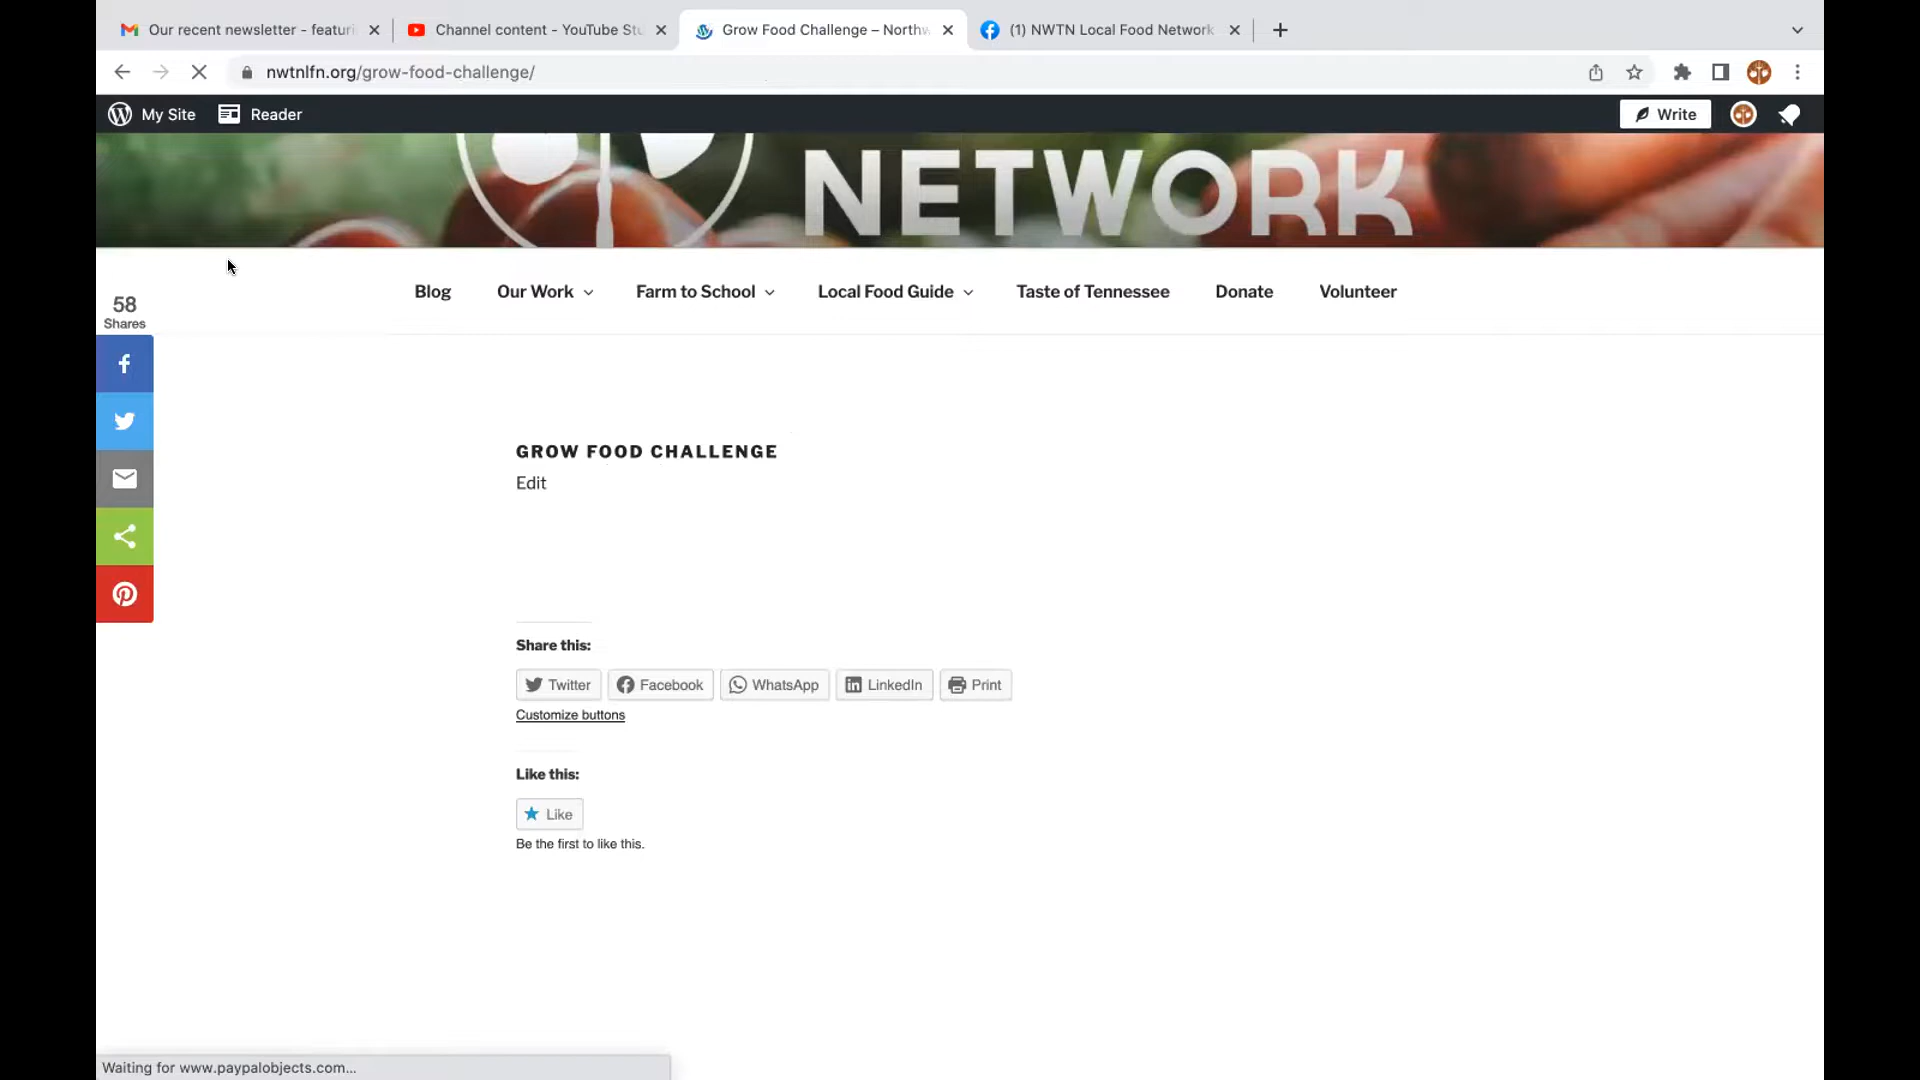 Our recent newsletter - featuri
Channel content - YouTube Stu
Grow Food Challenge – Northw
(1) NWTN Local Food Network
nwtnlfn.org/grow-food-challenge/
My Site
Reader
Write
NETWORK
58
Shares
Blog
Our Work
Farm to School
Local Food Guide
Taste of Tennessee
Donate
Volunteer
GROW FOOD CHALLENGE
Edit
Share this:
Twitter
Facebook
WhatsApp
LinkedIn
Print
Customize buttons
Like this:
Like
Be the first to like this.
Waiting for www.paypalobjects.com...